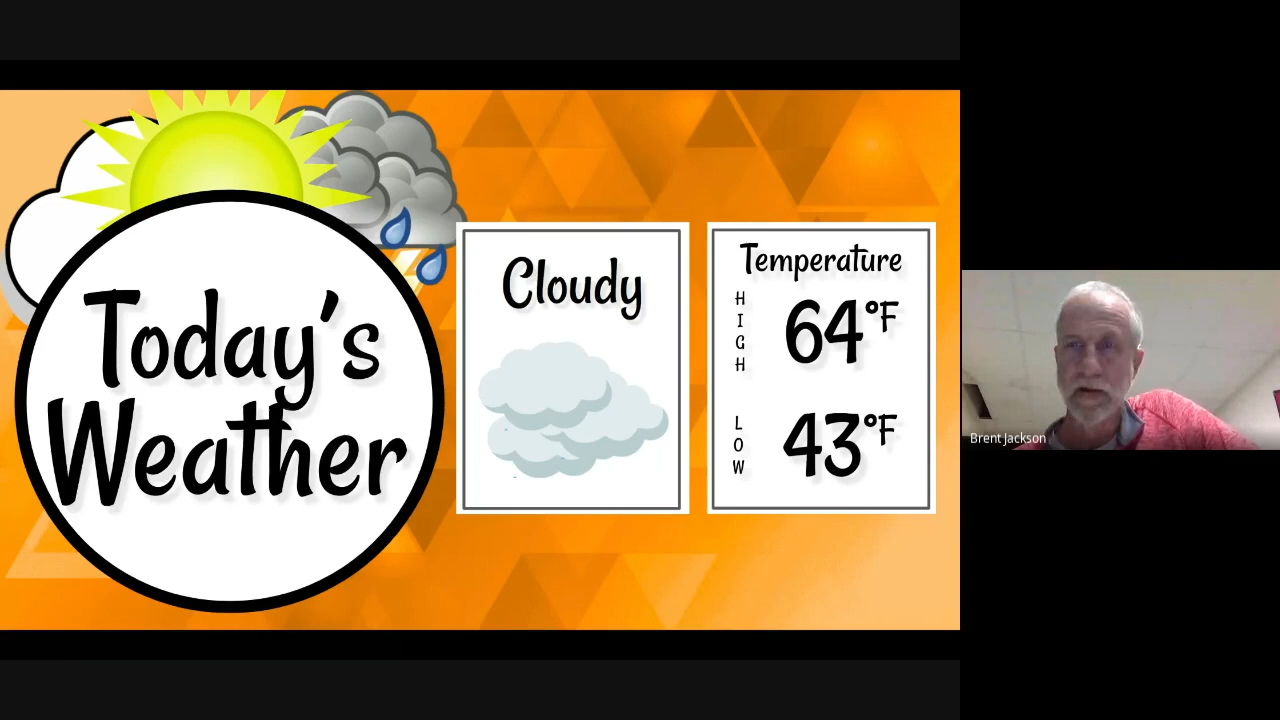 Today's
Weather
Cloudy
Temperature
HIGH
64°F
LOW
43°F
Brent Jackson